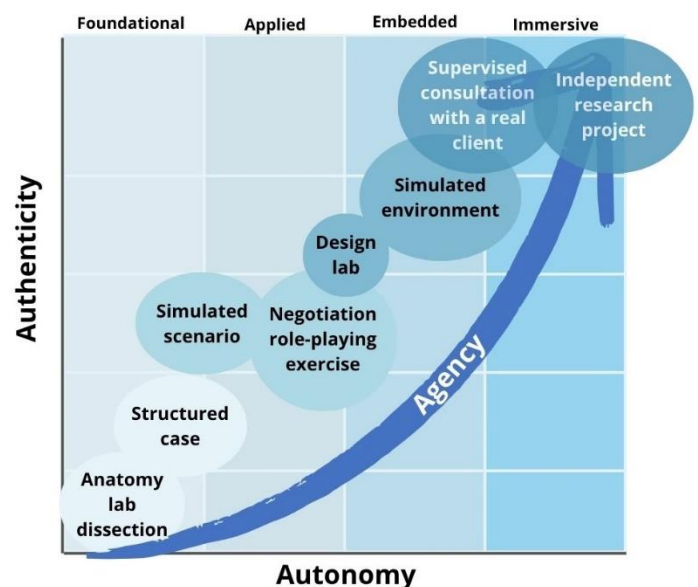 Foundational Applied Embedded Immersive
Supervised
consultation
with a real
client
Independent
research
project
Simulated
environment
Design
lab
Simulated
scenario
Negotiation
role-playing
exercise
Structured
case
Anatomy
lab
dissection
Agency
Authenticity
Autonomy